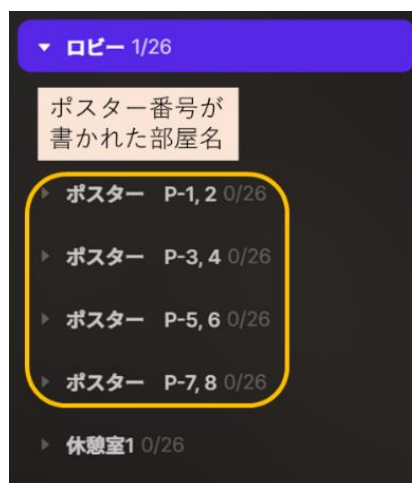 ロビー 1/26
ポスター番号が
書かれた部屋名
ポスター　P-1, 2 0/26
ポスター　P-3, 4 0/26
ポスター　P-5, 6 0/26
ポスター　P-7, 8 0/26
休憩室1 0/26